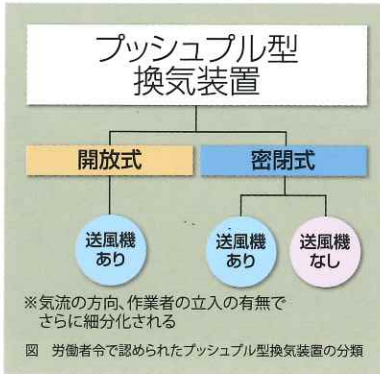 プッシュプル型
換気装置
開放式
密閉式
送風機
あり
送風機
あり
送風機
なし
※気流の方向、作業者の立入の有無で
さらに細分化される
図　労働者令で認められたプッシュプル型換気装置の分類